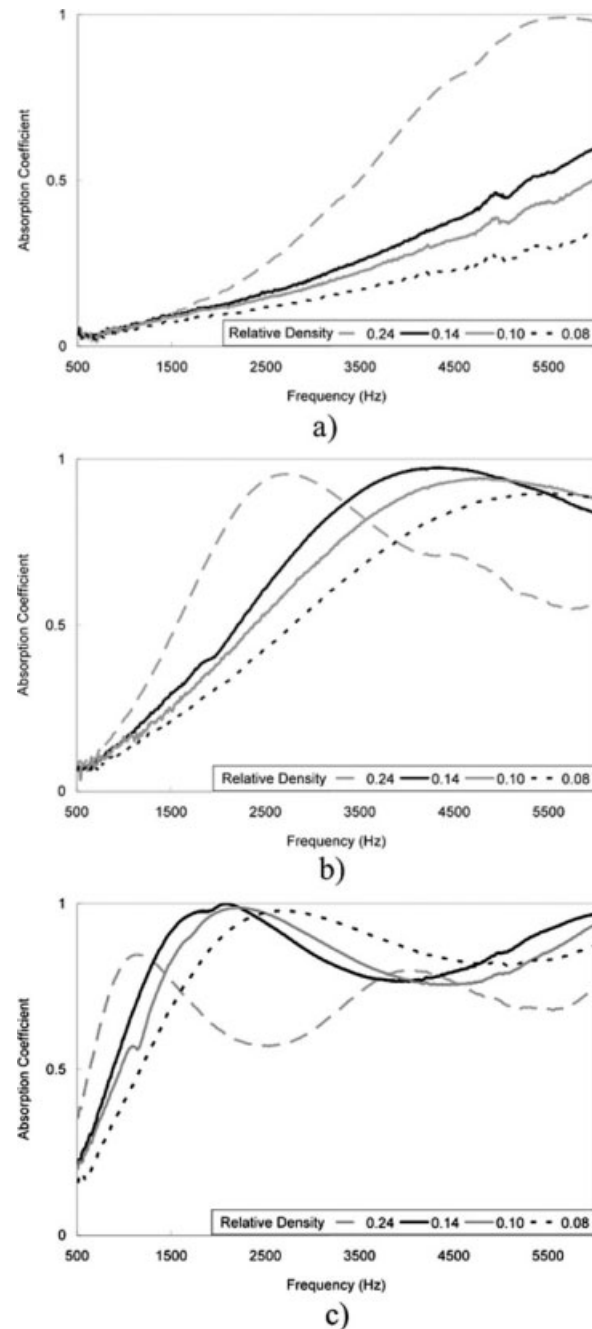 1
Absorption Coefficient
0.5
Relative Density 0.24 0.14 0.10 0.08
0
500 1500 2500 3500 4500 5500
Frequency (Hz)
a)
1
Absorption Coefficient
0.5
Relative Density 0.24 0.14 0.10 0.08
0
500 1500 2500 3500 4500 5500
Frequency (Hz)
b)
1
Absorption Coefficient
0.5
Relative Density 0.24 0.14 0.10 0.08
0
500 1500 2500 3500 4500 5500
Frequency (Hz)
c)